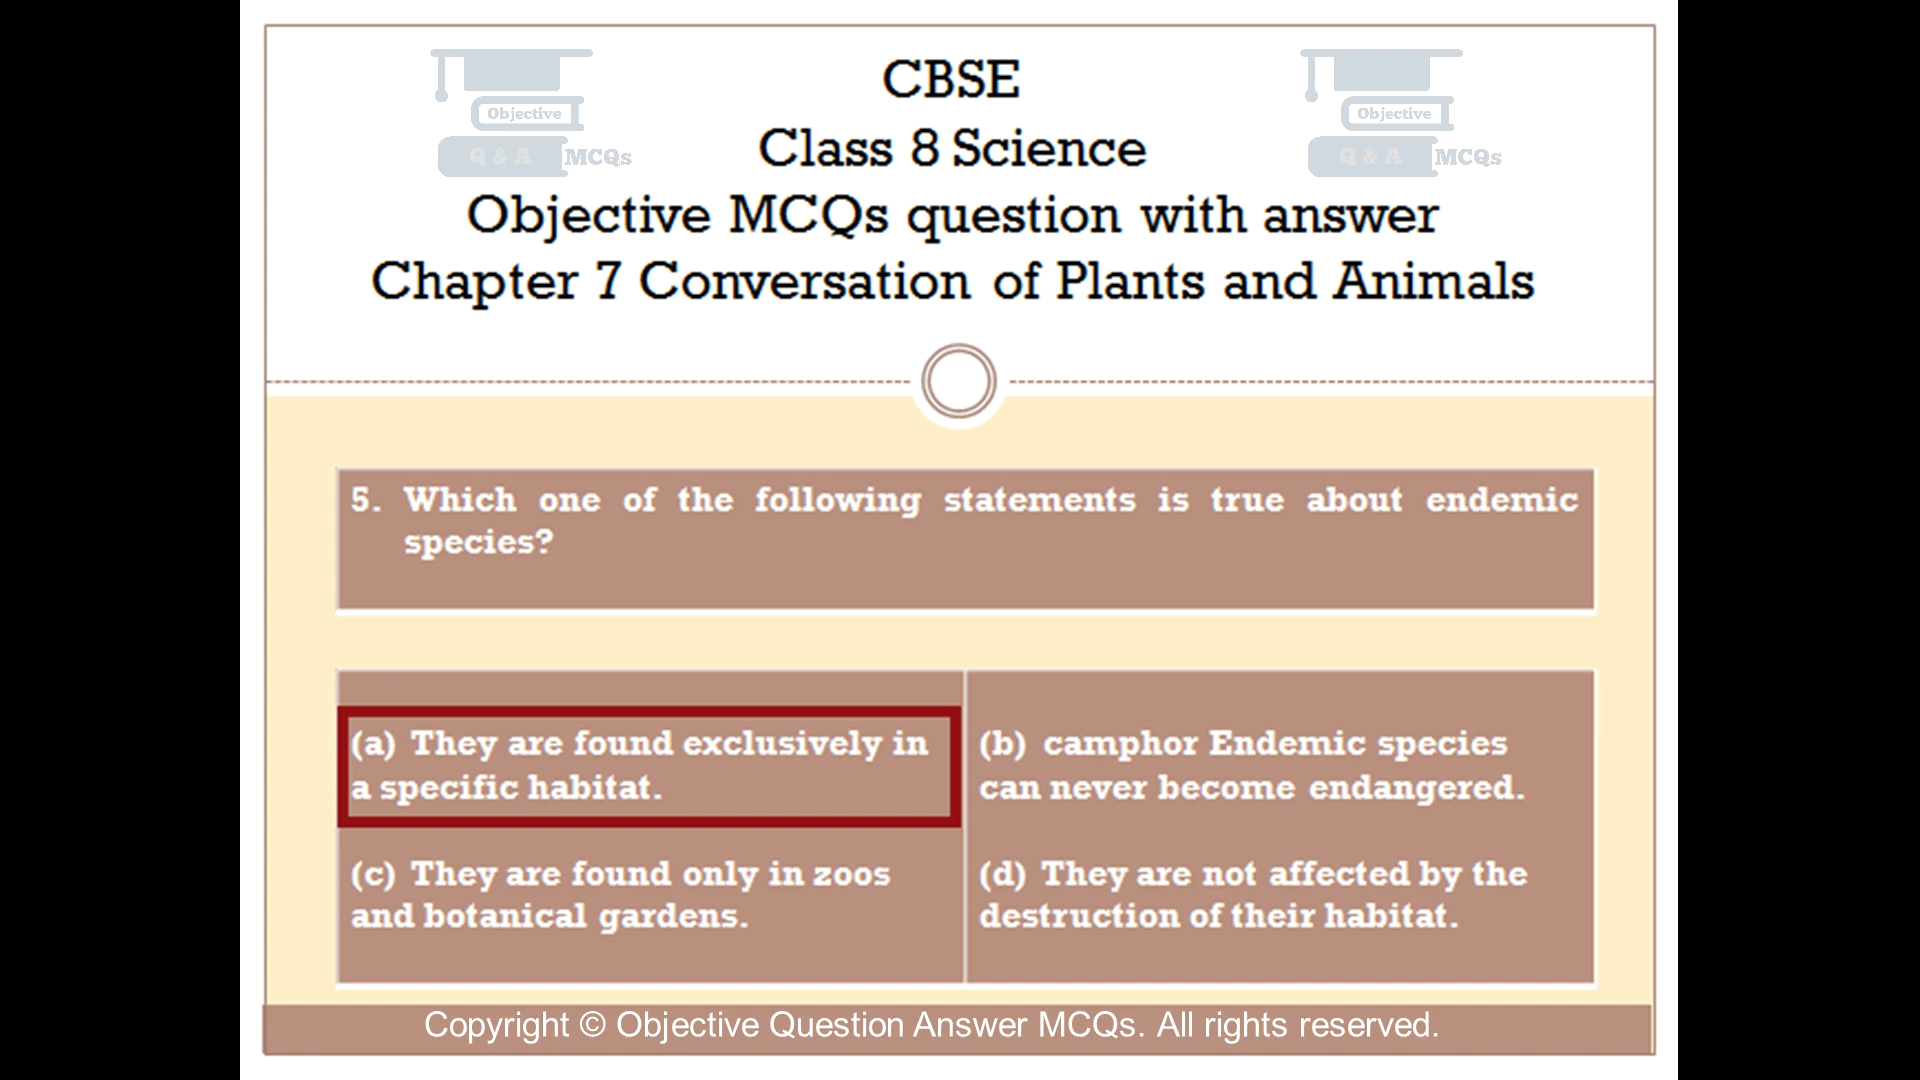 CBSE
Objective
Q & A MCQs
Objective
Q & A MCQs
Class 8 Science
Objective MCQs question with answer
Chapter 7 Conversation of Plants and Animals
5. Which one of the following statements is true about endemic
species?
(a) They are found exclusively in
a specific habitat.
(b) camphor Endemic species
can never become endangered.
(c) They are found only in zoos
and botanical gardens.
(d) They are not affected by the
destruction of their habitat.
Copyright © Objective Question Answer MCQs. All rights reserved.